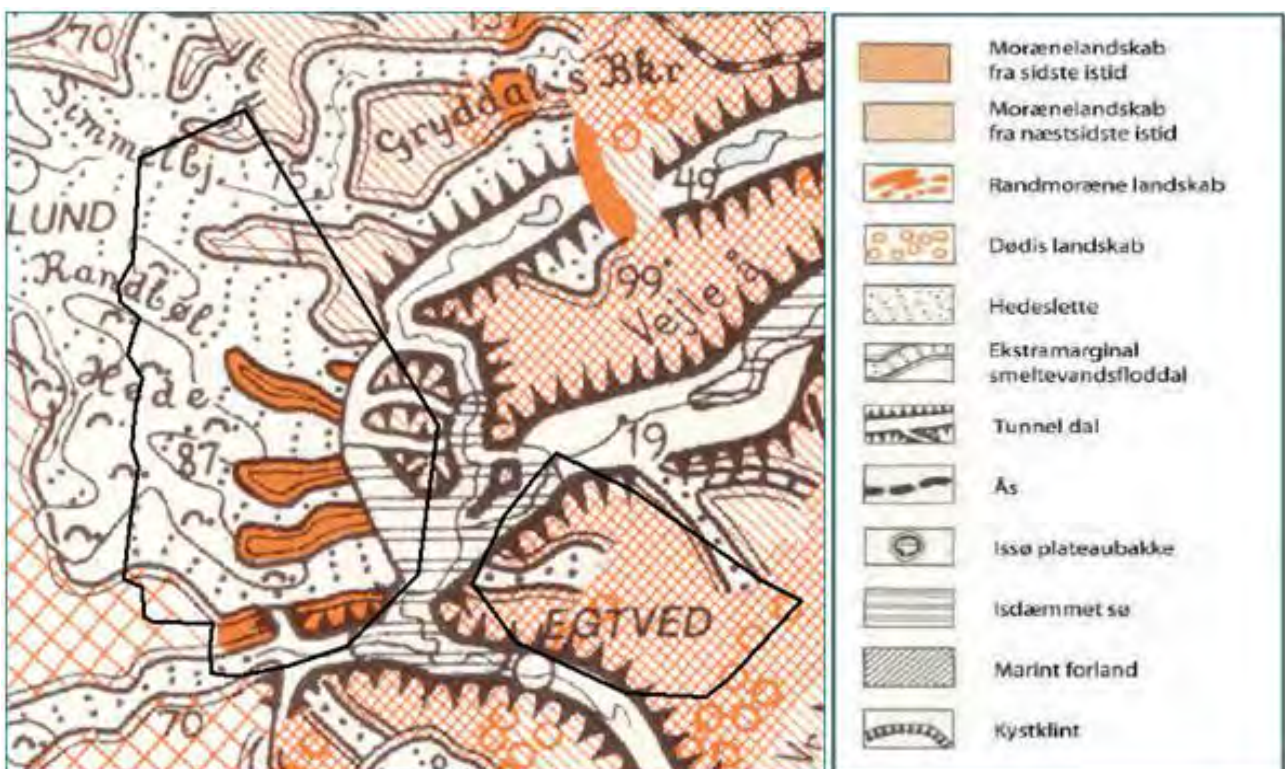 70
Gryddal s Bkr
Simmelbj.
75
49
LUND
Randbøl
99
Vejle å
Hede
87
19
EGTVED
70
Morænelandskab
fra sidste istid
Morænelandskab
fra næstsidste istid
Randmoræne landskab
Dødis landskab
Hedeslette
Ekstramarginal
smeltevandsfloddal
Tunnel dal
Ås
Issø plateaubakke
Isdæmmet sø
Marint forland
Kystklint